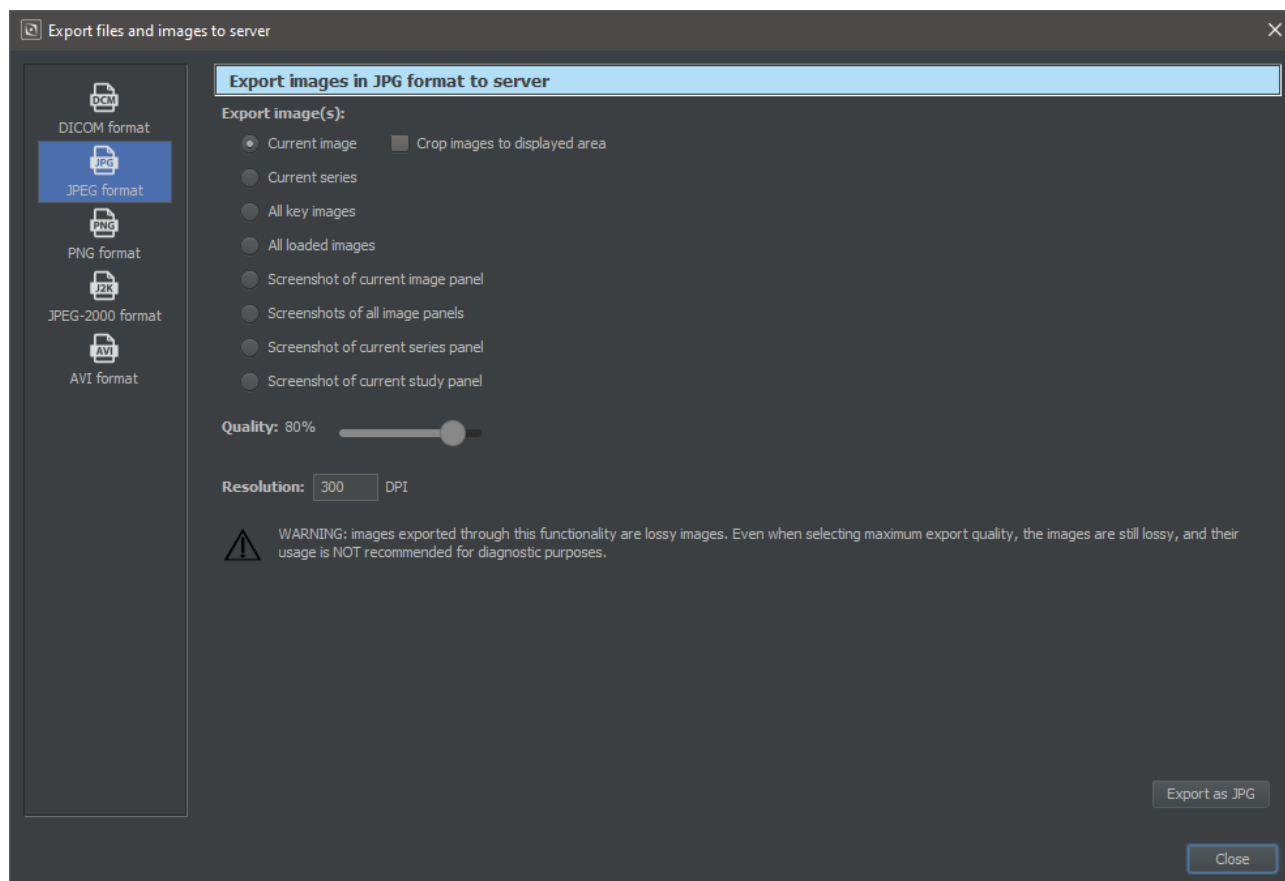 Export files and images to server
DCM
DICOM format
JPG
JPEG format
PNG
PNG format
J2K
JPEG-2000 format
AVI
AVI format
Export images in JPG format to server
Export image(s):
Current image Crop images to displayed area
Current series
All key images
All loaded images
Screenshot of current image panel
Screenshots of all image panels
Screenshot of current series panel
Screenshot of current study panel
Quality: 80%
Resolution: 300 DPI
WARNING: images exported through this functionality are lossy images. Even when selecting maximum export quality, the images are still lossy, and their
usage is NOT recommended for diagnostic purposes.
Export as JPG
Close